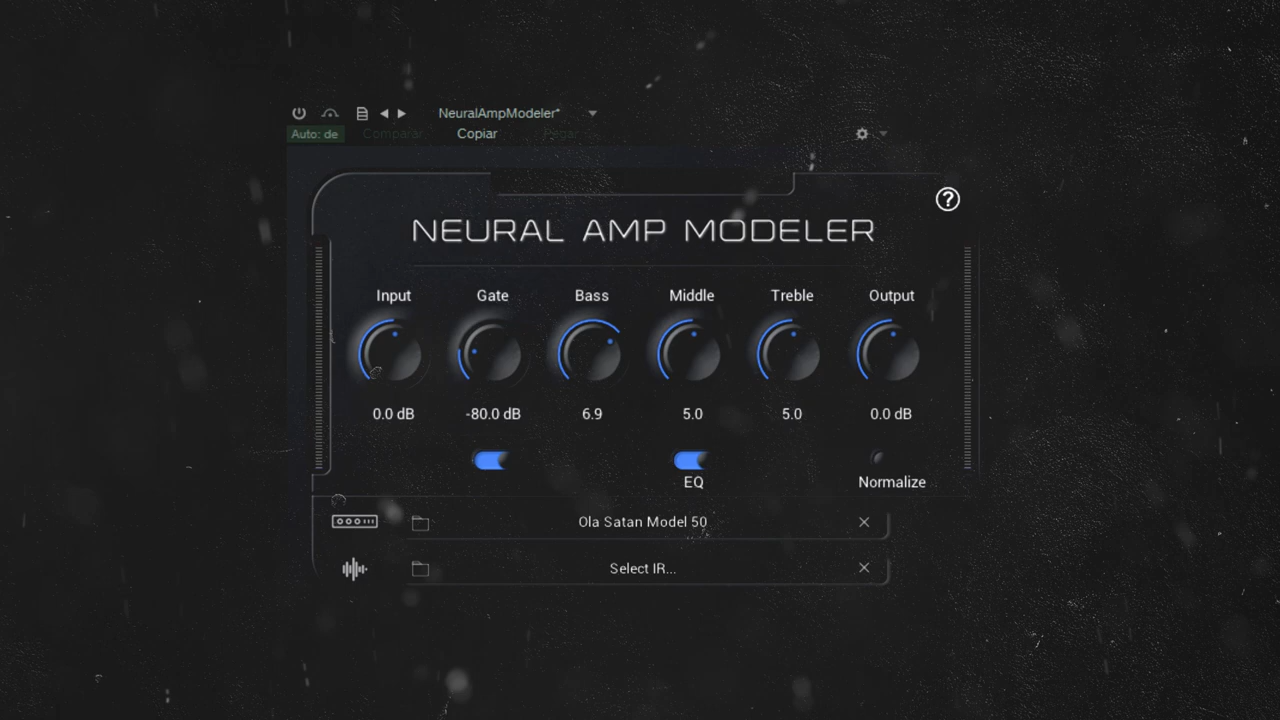 NeuralAmpModeler*
Auto: de Comparar Copiar Pegar
?
NEURAL AMP MODELER
Input Gate Bass Middle Treble Output
0.0 dB -80.0 dB 6.9 5.0 5.0 0.0 dB
EQ Normalize
Ola Satan Model 50
Select IR...